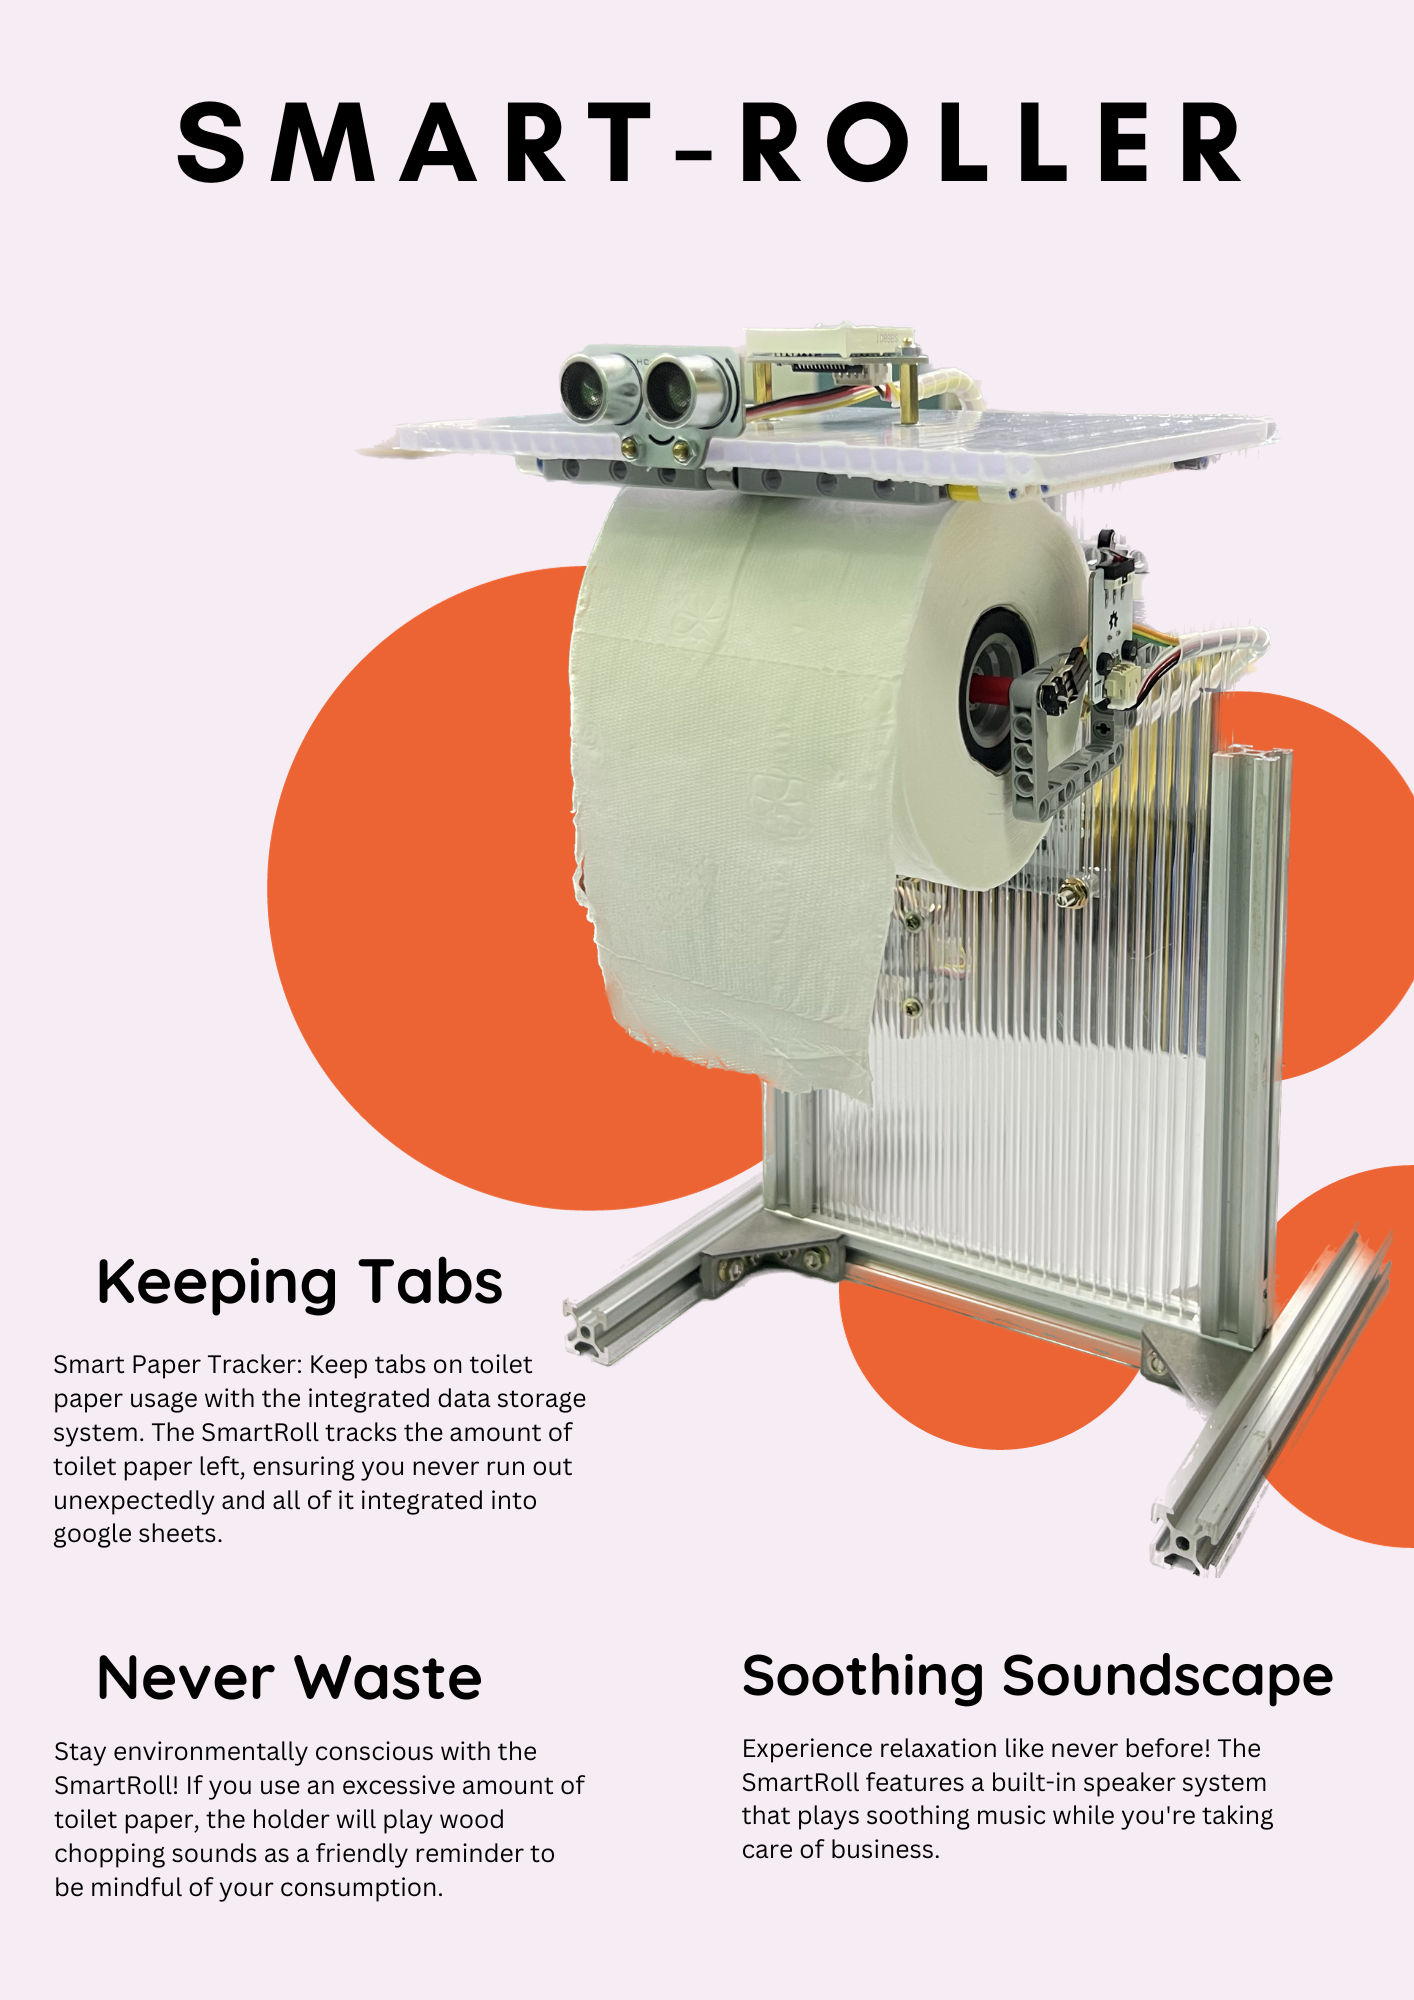 SMART-ROLLER
HC
Keeping Tabs
Smart Paper Tracker: Keep tabs on toilet
paper usage with the integrated data storage
system. The SmartRoll tracks the amount of
toilet paper left, ensuring you never run out
unexpectedly and all of it integrated into
google sheets.
Never Waste
Stay environmentally conscious with the
SmartRoll! If you use an excessive amount of
toilet paper, the holder will play wood
chopping sounds as a friendly reminder to
be mindful of your consumption.
Soothing Soundscape
Experience relaxation like never before! The
SmartRoll features a built-in speaker system
that plays soothing music while you're taking
care of business.